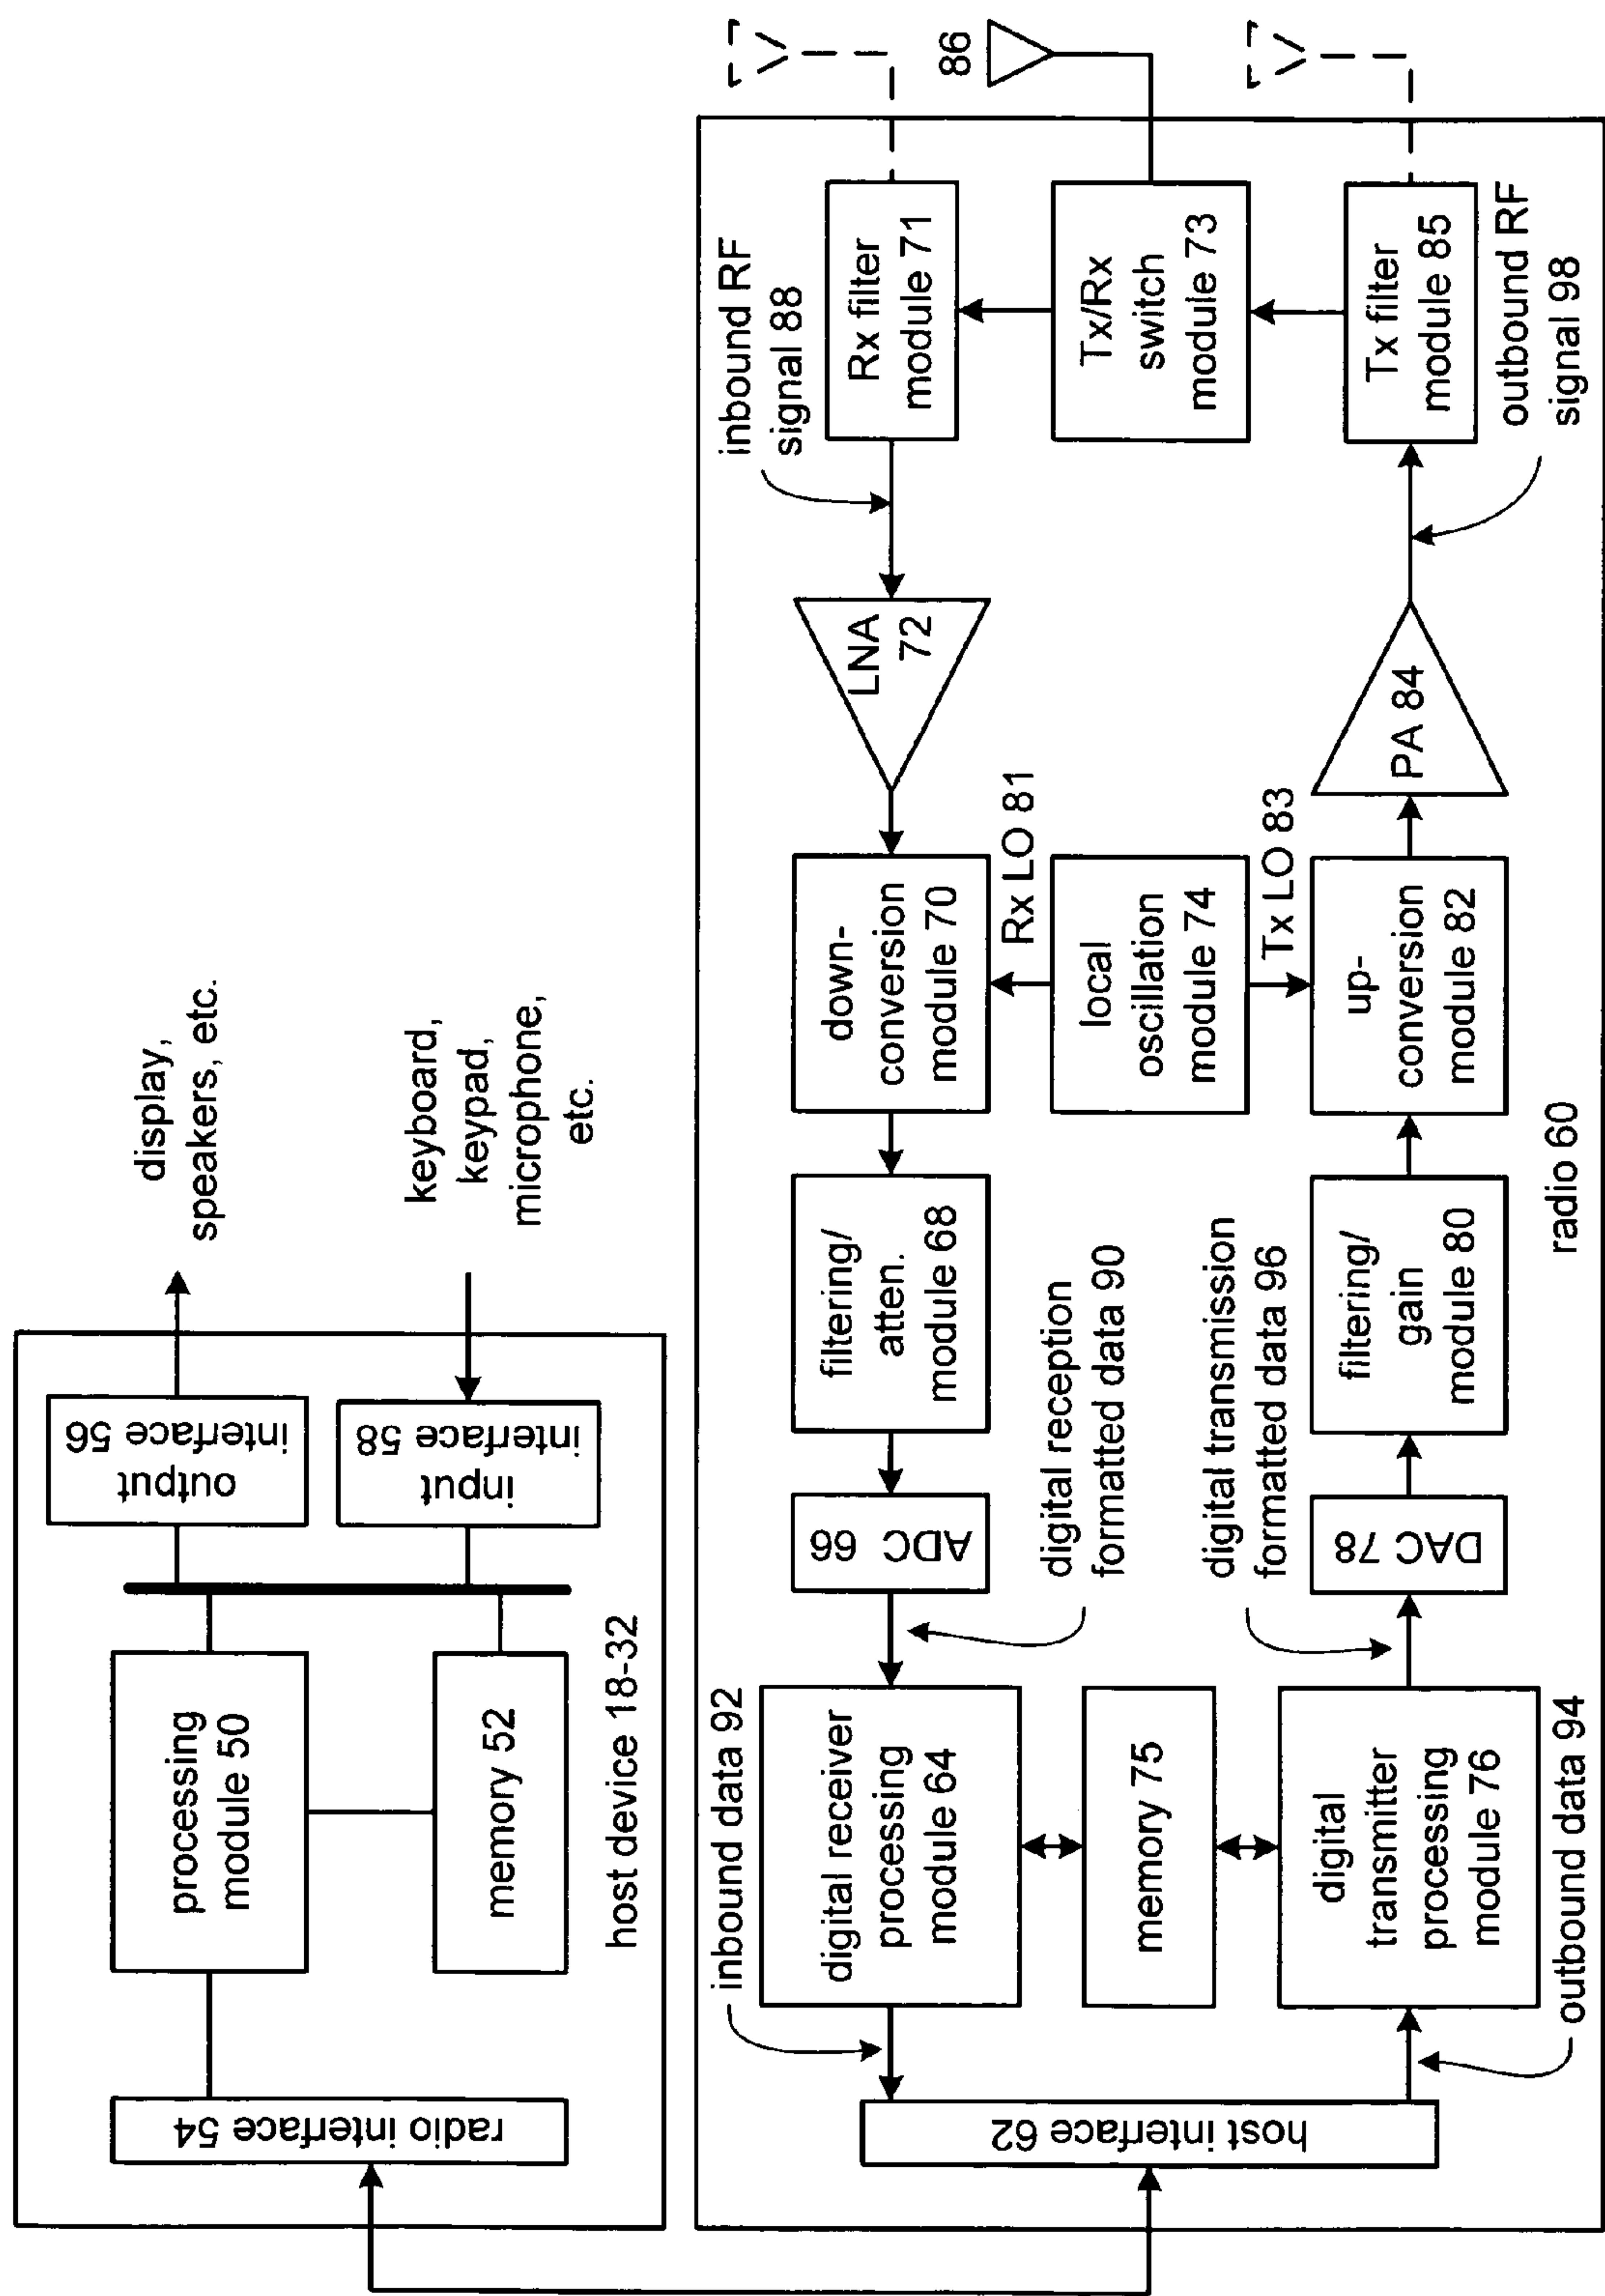 display,
speakers, etc.
keyboard,
keypad,
microphone,
etc.
output
interface 56
input
interface 58
processing
module 50
memory 52
radio interface 54
host device 18-32
86
inbound RF
signal 88
Rx filter
module 71
Tx/Rx
switch
module 73
Tx filter
module 85
outbound RF
signal 98
LNA
72
PA 84
down-
conversion
module 70
Rx LO 81
local
oscillation
module 74
Tx LO 83
up-
conversion
module 82
filtering/
atten.
module 68
filtering/
gain
module 80
radio 60
ADC 66
digital reception
formatted data 90
digital transmission
formatted data 96
DAC 78
inbound data 92
digital receiver
processing
module 64
memory 75
digital
transmitter
processing
module 76
outbound data 94
host interface 62